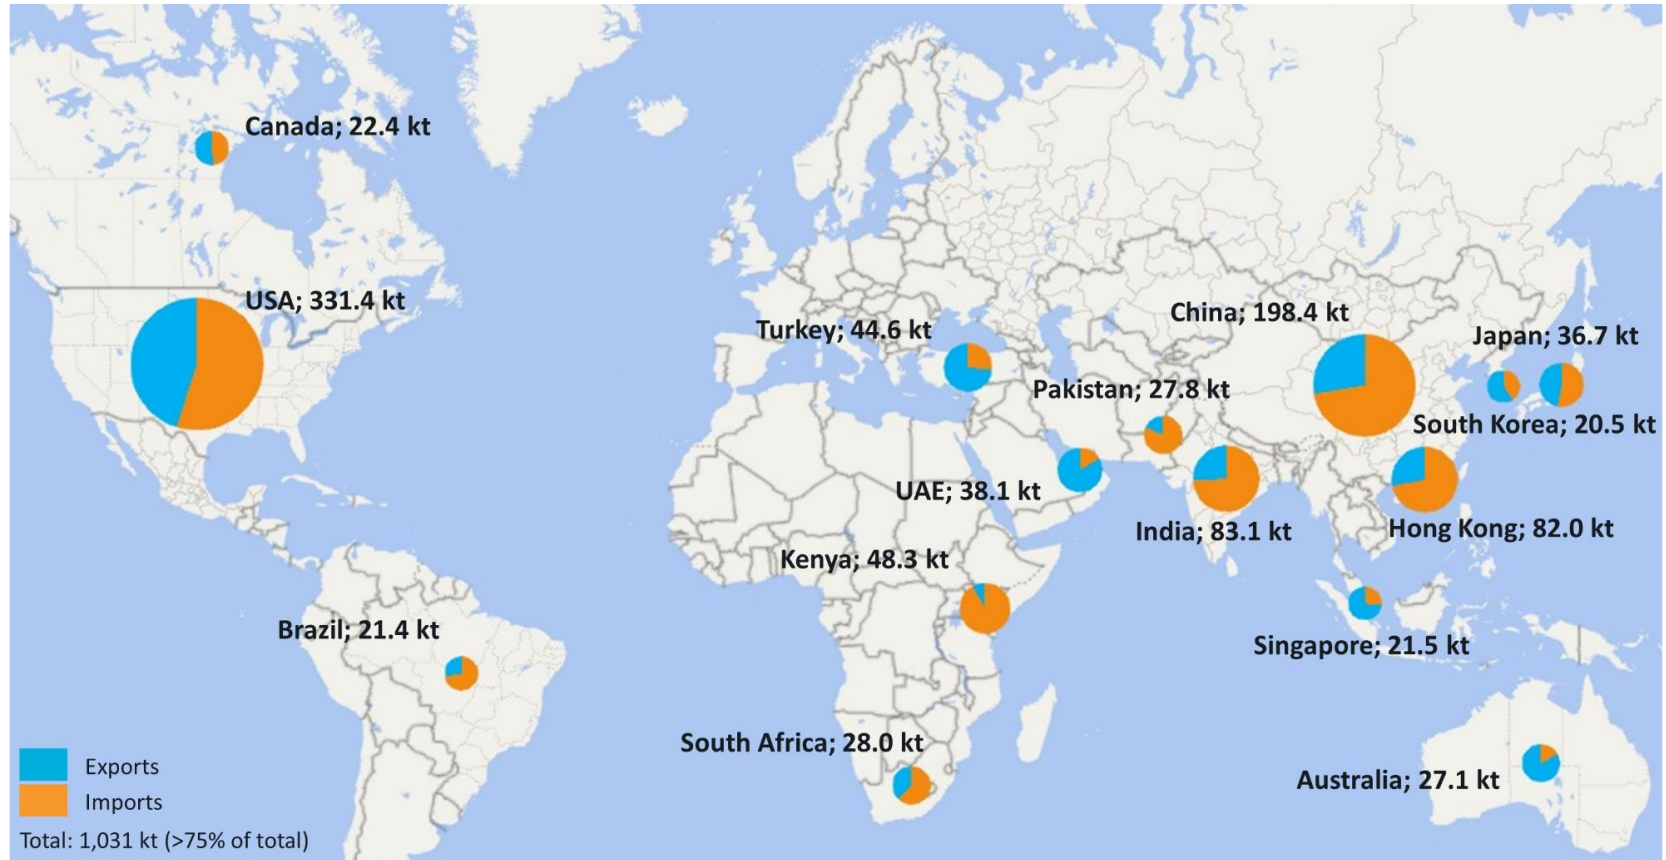 Canada; 22.4 kt
USA; 331.4 kt
China; 198.4 kt
Turkey; 44.6 kt
Japan; 36.7 kt
Pakistan; 27.8 kt
South Korea; 20.5 kt
UAE; 38.1 kt
India; 83.1 kt
Hong Kong; 82.0 kt
Kenya; 48.3 kt
Brazil; 21.4 kt
Singapore; 21.5 kt
South Africa; 28.0 kt
Australia; 27.1 kt
Exports
Imports
Total: 1,031 kt (>75% of total)